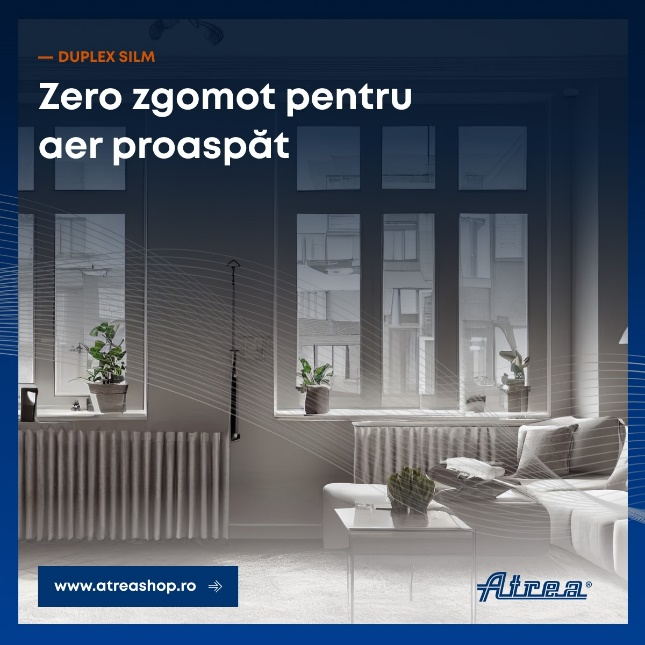 — DUPLEX SILM
Zero zgomot pentru
aer proaspăt
www.atreashop.ro →
Atrea®